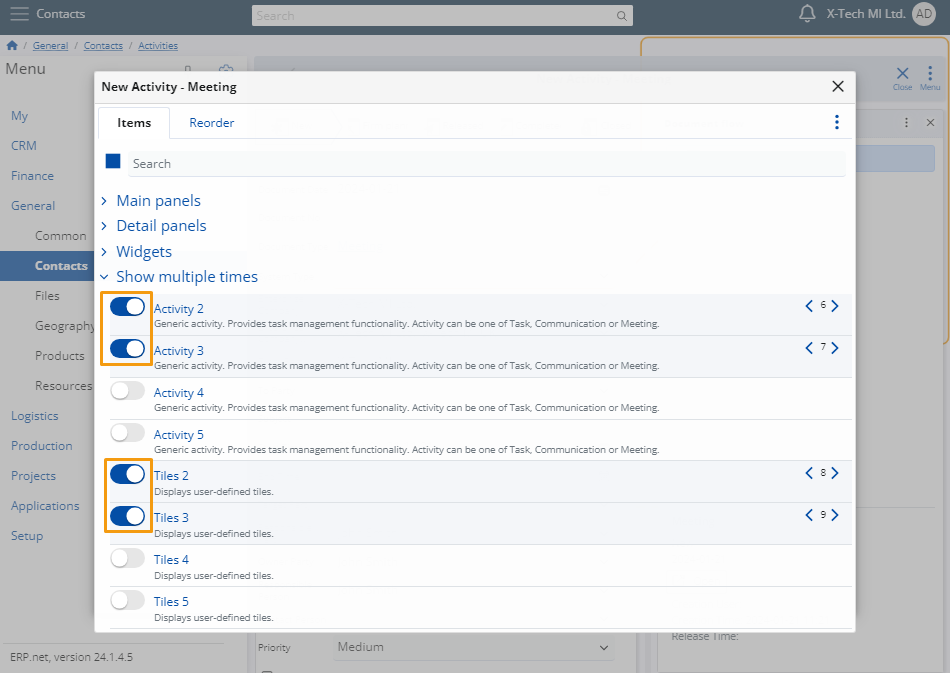 Contacts
Search
X-Tech MI Ltd.
AD
/ General / Contacts / Activities
Menu
Close
Menu
My
CRM
Finance
General
Common
Contacts
Files
Geography
Products
Resources
Logistics
Production
Projects
Applications
Setup
ERP.net, version 24.1.4.5
New Activity - Meeting
Items
Reorder
Search
Main panels
Detail panels
Widgets
Show multiple times
Activity 2
6
Generic activity. Provides task management functionality. Activity can be one of Task, Communication or Meeting.
Activity 3
7
Generic activity. Provides task management functionality. Activity can be one of Task, Communication or Meeting.
Activity 4
Generic activity. Provides task management functionality. Activity can be one of Task, Communication or Meeting.
Activity 5
Generic activity. Provides task management functionality. Activity can be one of Task, Communication or Meeting.
Tiles 2
8
Displays user-defined tiles.
Tiles 3
9
Displays user-defined tiles.
Tiles 4
Displays user-defined tiles.
Tiles 5
Displays user-defined tiles.
Priority
Medium
Release Time: